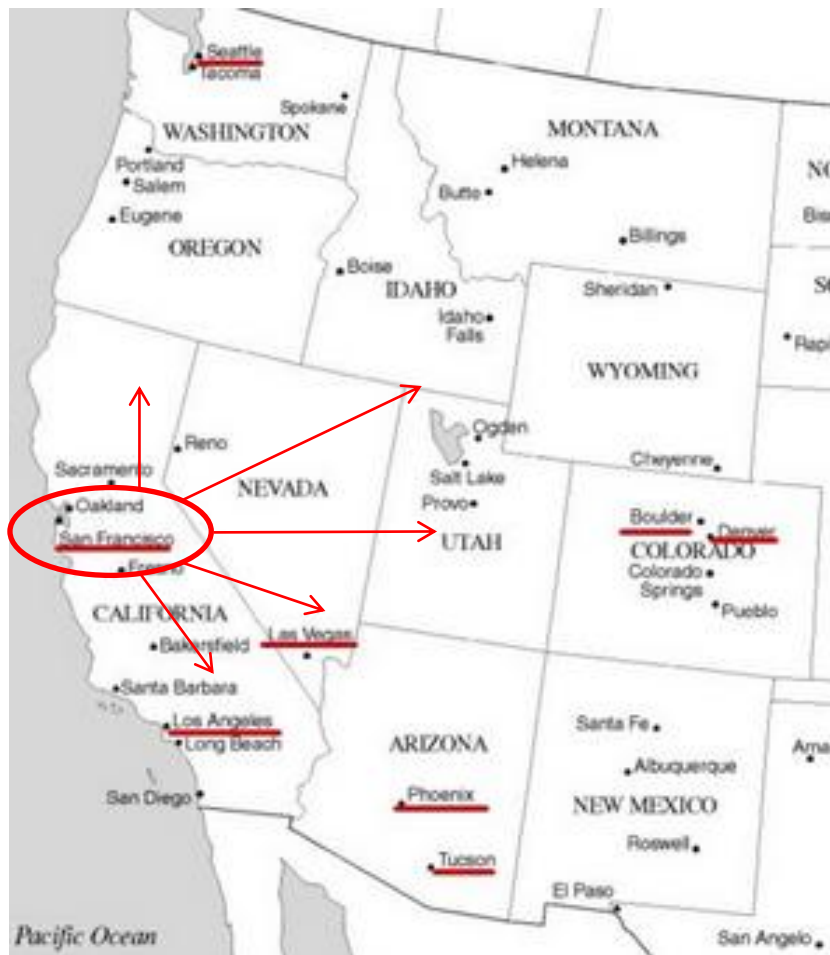 Seattle
Tacoma
Spokane
WASHINGTON
MONTANA
Portland
Helena
Salem
Butte
Eugene
Billings
OREGON
Boise
IDAHO
Sheridan
Idaho
Falls
WYOMING
Reno
Ogden
Sacramento
Salt Lake
Cheyenne
NEVADA
Provo
Oakland
Boulder
Denver
San Francisco
UTAH
COLORADO
Fresno
Colorado
Springs
Pueblo
CALIFORNIA
Las Vegas
Bakersfield
Santa Barbara
Los Angeles
Santa Fe
Long Beach
ARIZONA
Albuquerque
San Diego
Phoenix
NEW MEXICO
Roswell
Tucson
El Paso
Pacific Ocean
San Angelo